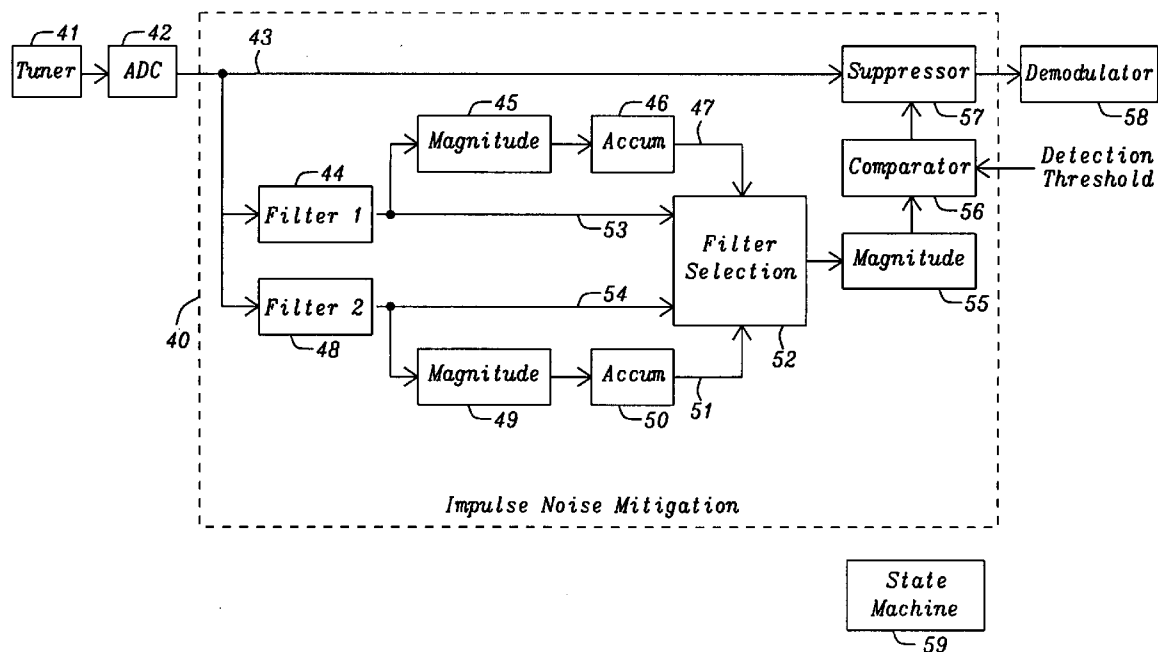 41
42
43
Tuner
ADC
Suppressor
Demodulator
57
58
45
46
47
Magnitude
Accum
Comparator
Detection
Threshold
56
44
Filter 1
53
Filter
Selection
Magnitude
55
40
Filter 2
48
54
52
Magnitude
Accum
49
50
51
Impulse Noise Mitigation
State
Machine
59